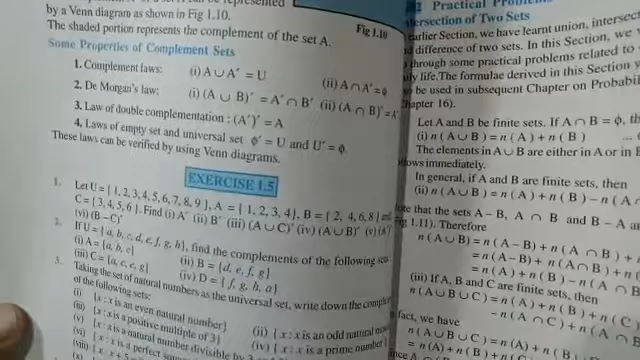 by a Venn diagram as shown in Fig 1.10.
The shaded portion represents the complement of the set A.
Fig 1.10
Some Properties of Complement Sets
1. Complement laws: (i) A ∪ A′ = U (ii) A ∩ A′ = φ
2. De Morgan's law: (i) (A ∪ B)′ = A′ ∩ B′ (ii) (A ∩ B)′ = A′
3. Law of double complementation : (A′)′ = A
4. Laws of empty set and universal set φ′ = U and U′ = φ.
These laws can be verified by using Venn diagrams.
EXERCISE 1.5
1. Let U = { 1, 2, 3, 4, 5, 6, 7, 8, 9 }, A = { 1, 2, 3, 4}, B = { 2, 4, 6, 8 } and
C = { 3, 4, 5, 6 }. Find (i) A′ (ii) B′ (iii) (A ∪ C)′ (iv) (A ∪ B)′ (v) (A′)′
(vi) (B – C)′
2. If U = { a, b, c, d, e, f, g, h}, find the complements of the following sets
(i) A = {a, b, c} (ii) B = {d, e, f, g}
(iii) C = {a, c, e, g} (iv) D = { f, g, h, a}
3. Taking the set of natural numbers as the universal set, write down the
of the following sets:
(i) {x : x is an even natural number} (ii) { x : x is an odd natural
(iii) {x : x is a positive multiple of 3} (iv) { x : x is a prime number
(v) {x : x is a natural number divisible by 3
Practical
Intersection of Two Sets
earlier Section, we have learnt union,
difference of two sets. In this Section, we
through some practical problems related to
life. The formulae derived in this Section
be used in subsequent Chapter on
Chapter 16).
Let A and B be finite sets. If A ∩ B = φ,
(i) n ( A ∪ B ) = n ( A ) + n ( B )
The elements in A ∪ B are either in A or in
immediately.
In general, if A and B are finite sets, then
(ii) n ( A ∪ B ) = n ( A ) + n ( B ) – n ( A
that the sets A – B, A ∩ B and B – A
1.11). Therefore
n ( A ∪ B) = n ( A – B) + n ( A ∩ B ) +
= n ( A – B) + n ( A ∩ B ) +
= n ( A ) + n ( B ) – n ( A ∩
(iii) If A, B and C are finite sets, then
n ( A ∪ B ∪ C ) = n ( A ) + n ( B ) + n ( C
– n ( A ∩ C ) + n ( A ∩
fact, we have
n ( A ∪ B ∪ C ) = n (A) + n ( B
= n (A) + n ( B